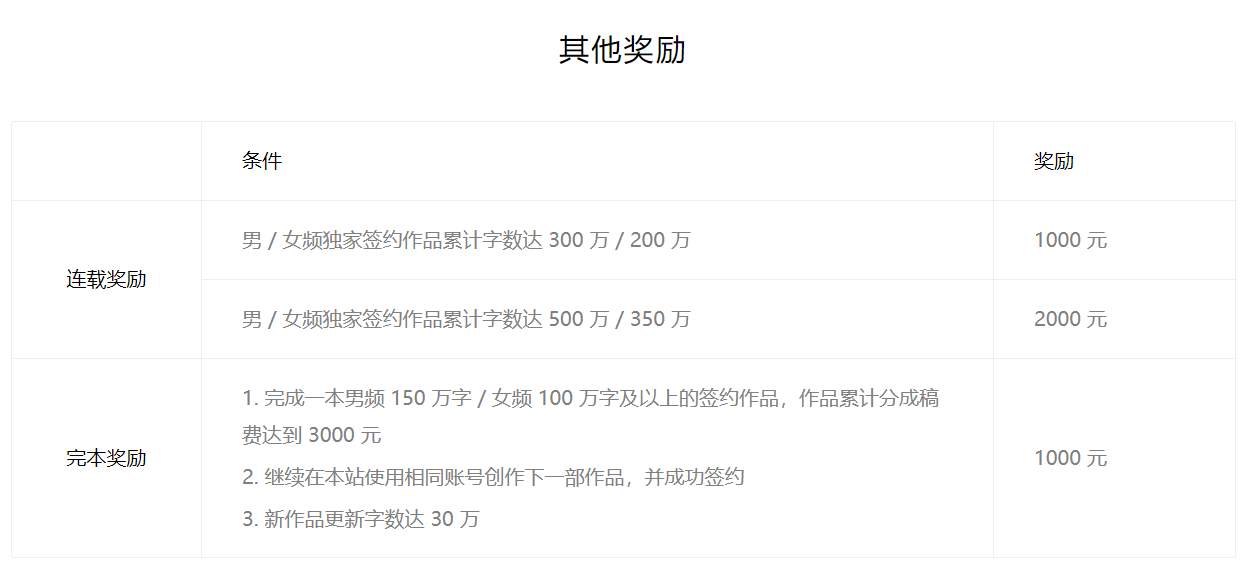 其他奖励
条件
奖励
连载奖励
男 / 女频独家签约作品累计字数达 300 万 / 200 万
1000 元
男 / 女频独家签约作品累计字数达 500 万 / 350 万
2000 元
完本奖励
1. 完成一本男频 150 万字 / 女频 100 万字及以上的签约作品，作品累计分成稿
费达到 3000 元
2. 继续在本站使用相同账号创作下一部作品，并成功签约
3. 新作品更新字数达 30 万
1000 元